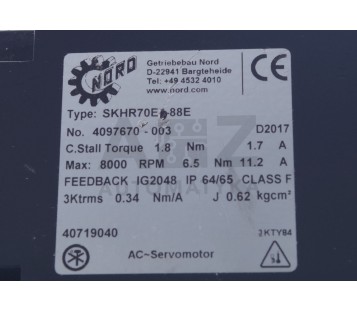 NORD
Getriebebau Nord
D-22941 Bargteheide
Tel: +49 4532 4010
www.nord.com
CE
Type: SKHR70E -88E
No. 4097670 -003 D2017
C.Stall Torque 1.8 Nm 1.7 A
Max: 8000 RPM 6.5 Nm 11.2 A
FEEDBACK IG2048 IP 64/65 CLASS F
3Ktrms 0.34 Nm/A J 0.62 kgcm²
40719040 2KTY84
AC-Servomotor